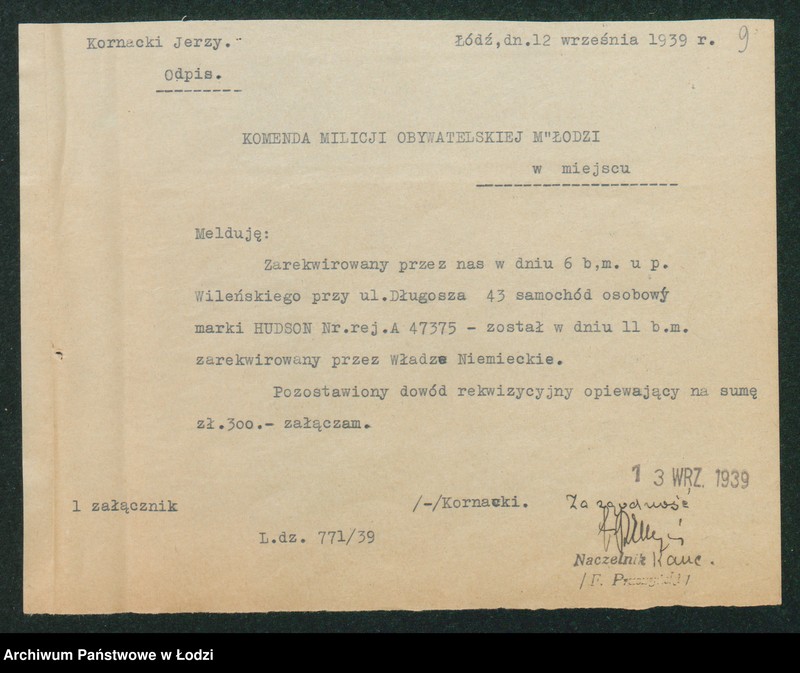 Kornacki Jerzy."
Łódź,dn.12 września 1939 r.
9
Odpis.
KOMENDA MILICJI OBYWATELSKIEJ M"ŁODZI
w miejscu
Melduję:
Zarekwirowany przez nas w dniu 6 b,m. u p.
Wileńskiego przy ul.Długosza 43 samochód osobowy
marki HUDSON Nr.rej.A 47375 - został w dniu 11 b.m.
zarekwirowany przez Władze Niemieckie.
Pozostawiony dowód rekwizycyjny opiewający na sumę
zł.300.- załączam.
13 WRZ. 1939
1 załącznik
/-/Kornacki.
Za zgodność
L.dz. 771/39
Naczelnik Kanc.
/F.
Archiwum Państwowe w Łodzi